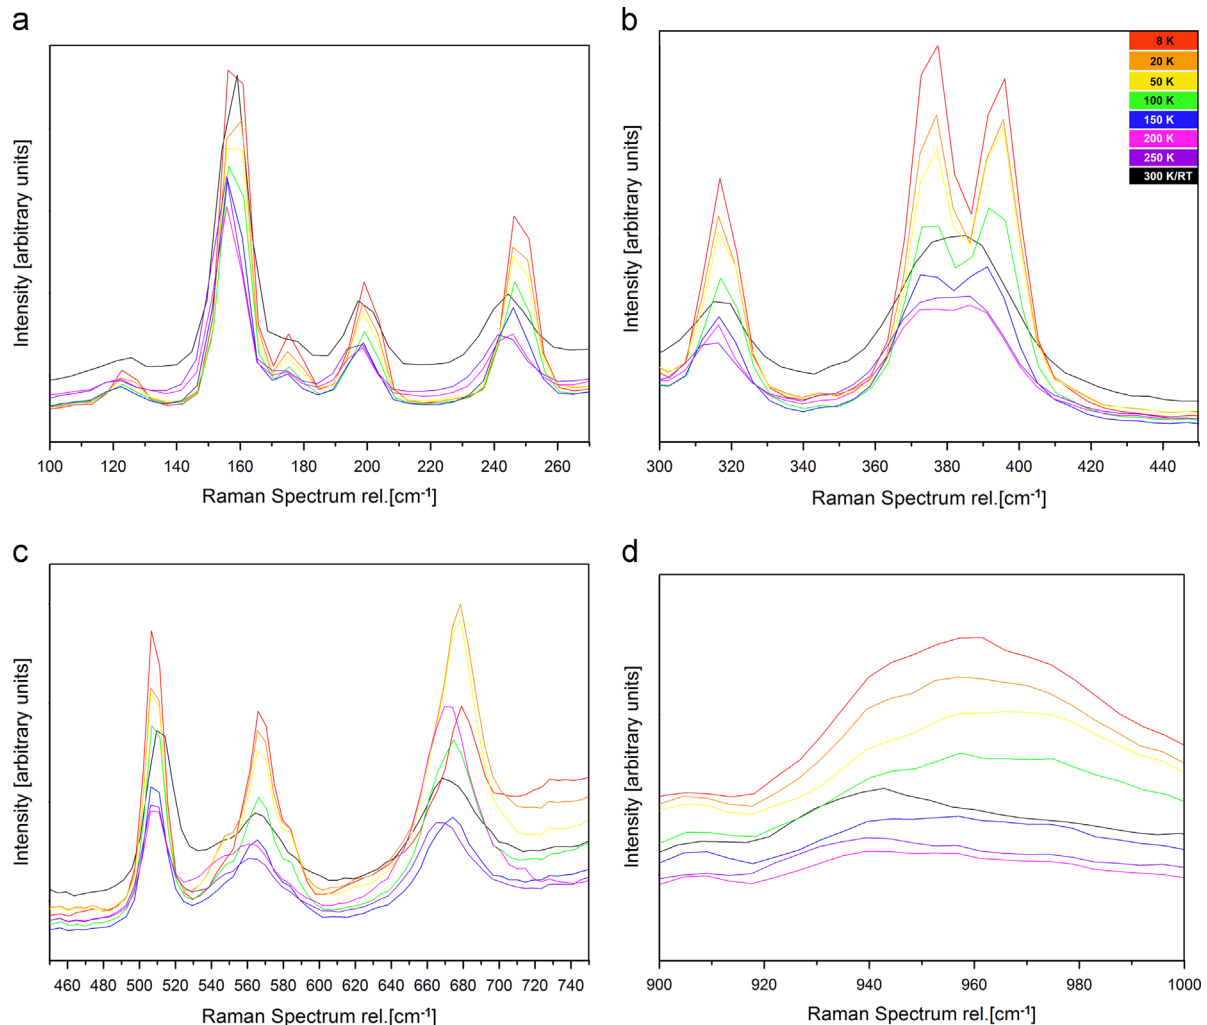 a
Intensity [arbitrary units]
100 120 140 160 180 200 220 240 260
Raman Spectrum rel.[cm⁻¹]
b
8 K
20 K
50 K
100 K
150 K
200 K
250 K
300 K/RT
Intensity [arbitrary units]
300 320 340 360 380 400 420 440
Raman Spectrum rel.[cm⁻¹]
c
Intensity [arbitrary units]
460 480 500 520 540 560 580 600 620 640 660 680 700 720 740
Raman Spectrum rel.[cm⁻¹]
d
Intensity [arbitrary units]
900 920 940 960 980 1000
Raman Spectrum rel.[cm⁻¹]